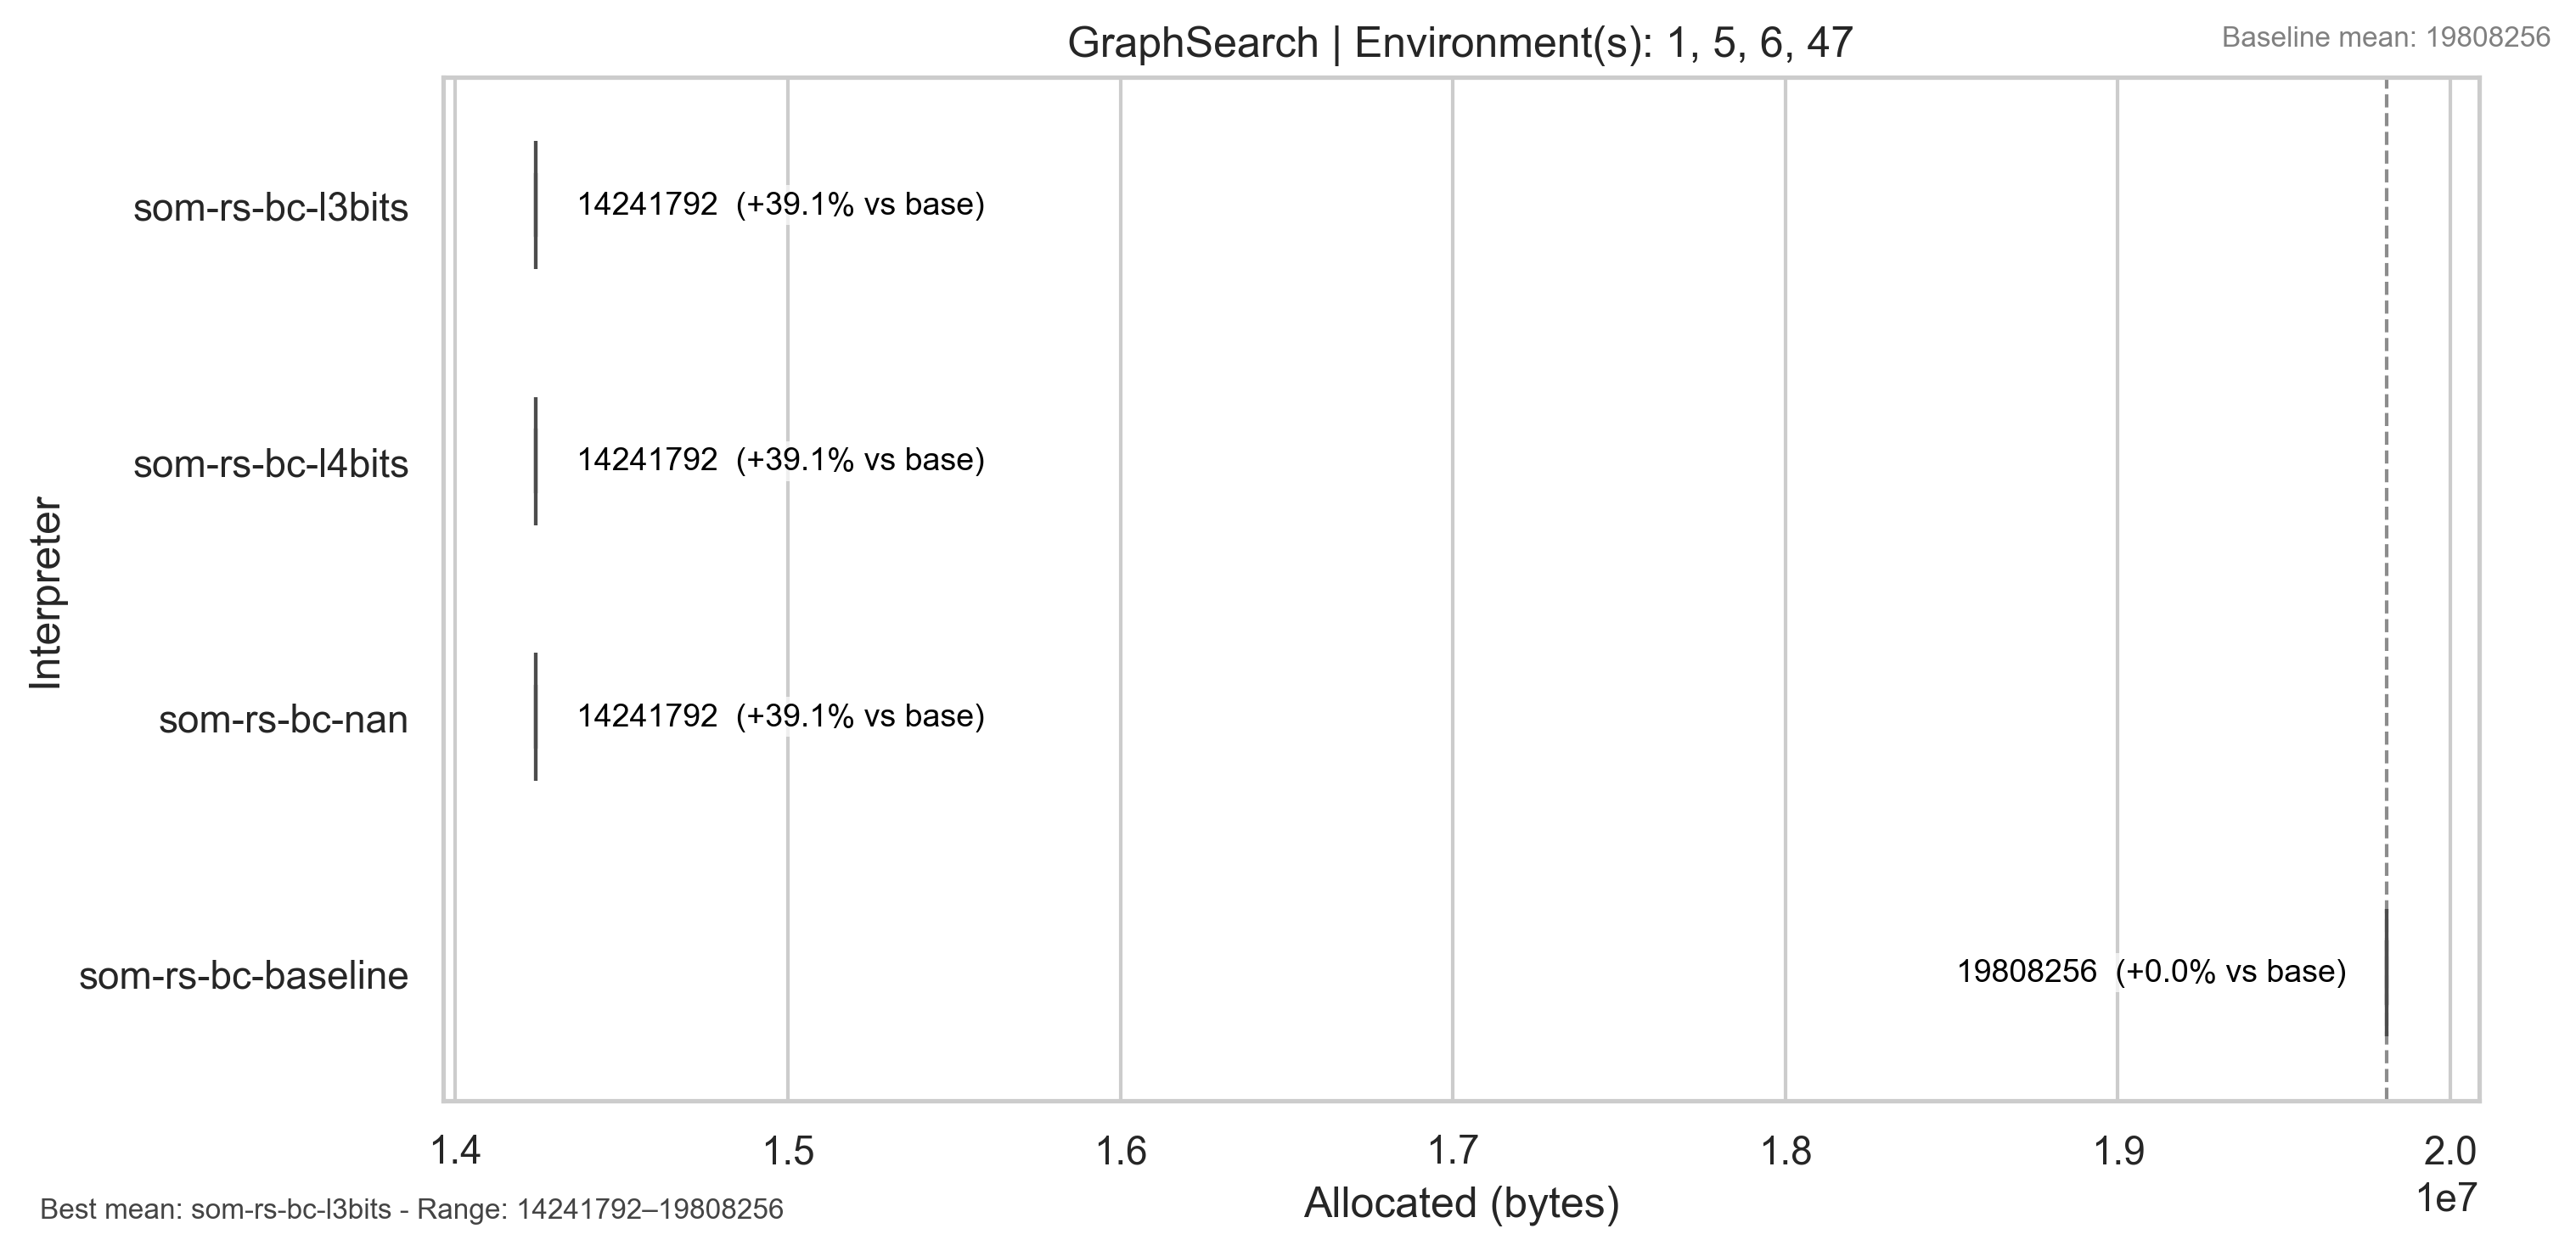 GraphSearch | Environment(s): 1, 5, 6, 47
Baseline mean: 19808256
Interpreter
som-rs-bc-l3bits
14241792 (+39.1% vs base)
som-rs-bc-l4bits
14241792 (+39.1% vs base)
som-rs-bc-nan
14241792 (+39.1% vs base)
som-rs-bc-baseline
19808256 (+0.0% vs base)
1.4 1.5 1.6 1.7 1.8 1.9 2.0
1e7
Allocated (bytes)
Best mean: som-rs-bc-l3bits - Range: 14241792–19808256